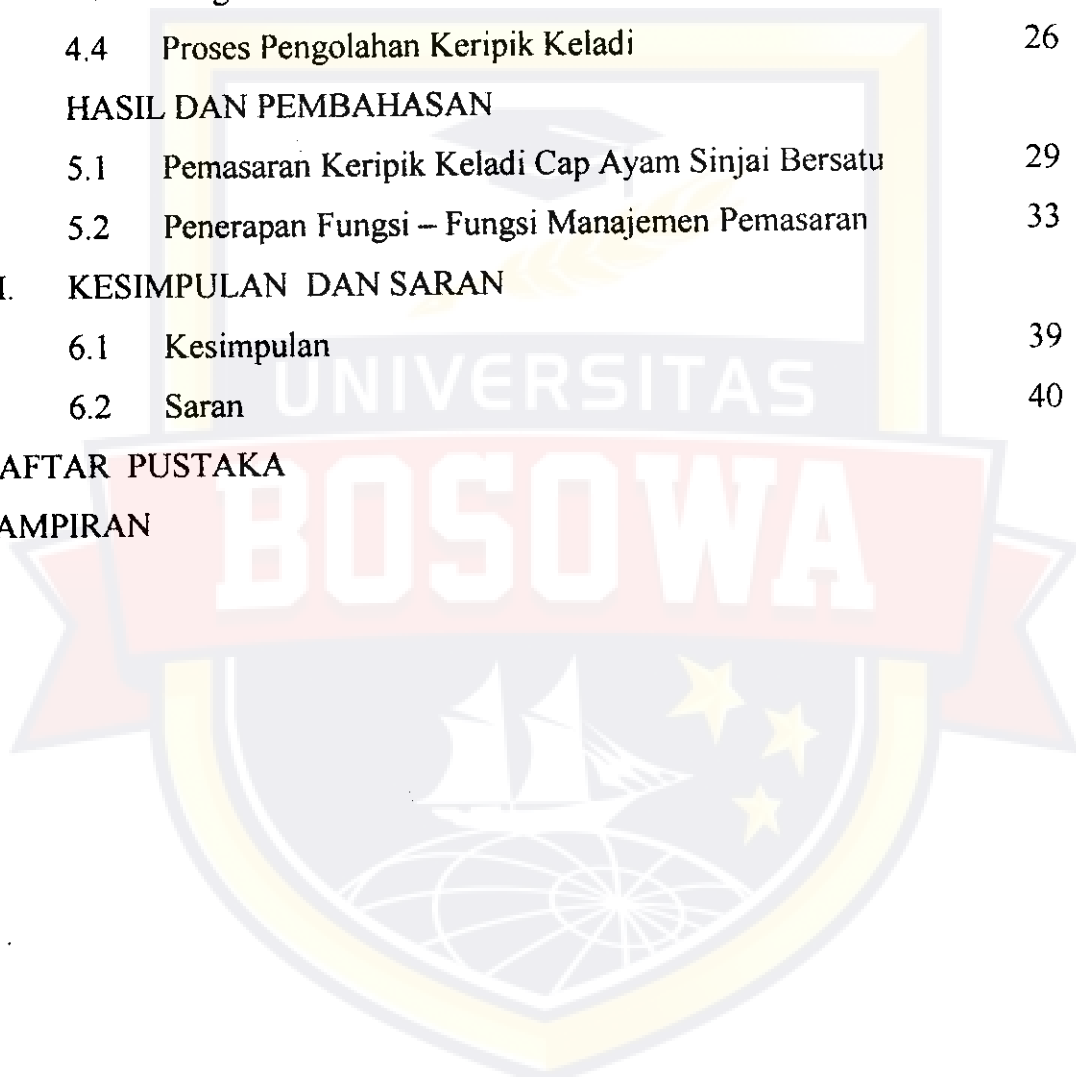 4.4 Proses Pengolahan Keripik Keladi 26
HASIL DAN PEMBAHASAN
5.1 Pemasaran Keripik Keladi Cap Ayam Sinjai Bersatu 29
5.2 Penerapan Fungsi – Fungsi Manajemen Pemasaran 33
I. KESIMPULAN DAN SARAN
6.1 Kesimpulan 39
6.2 Saran 40
AFTAR PUSTAKA
AMPIRAN
UNIVERSITAS
BOSOWA